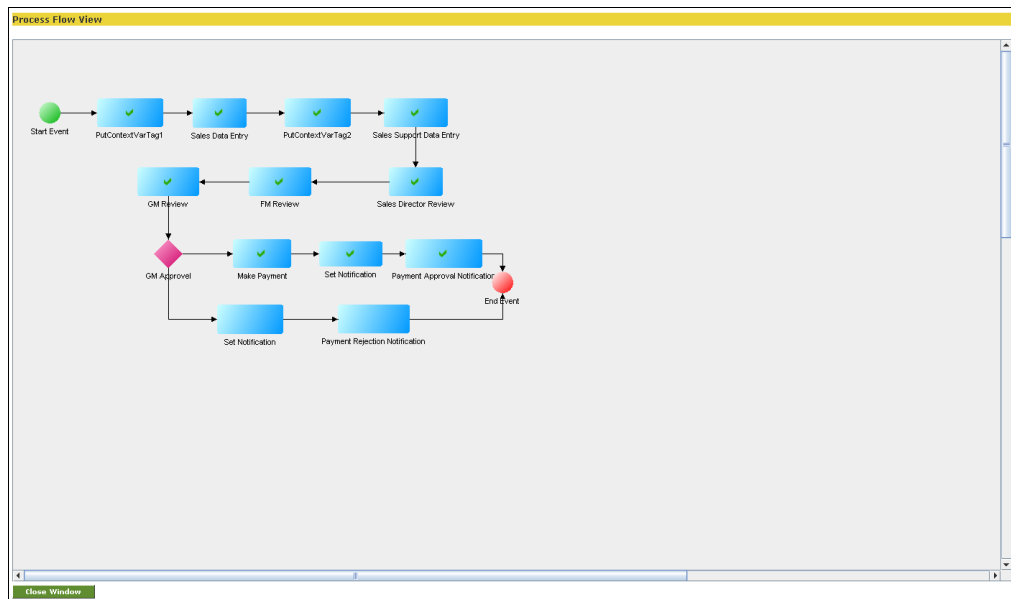 Process Flow View
Start Event
PutContextVarTag1
Sales Data Entry
PutContextVarTag2
Sales Support Data Entry
GM Review
FM Review
Sales Director Review
GM Approvel
Make Payment
Set Notification
Payment Approval Notification
End Event
Set Notification
Payment Rejection Notification
Close Window